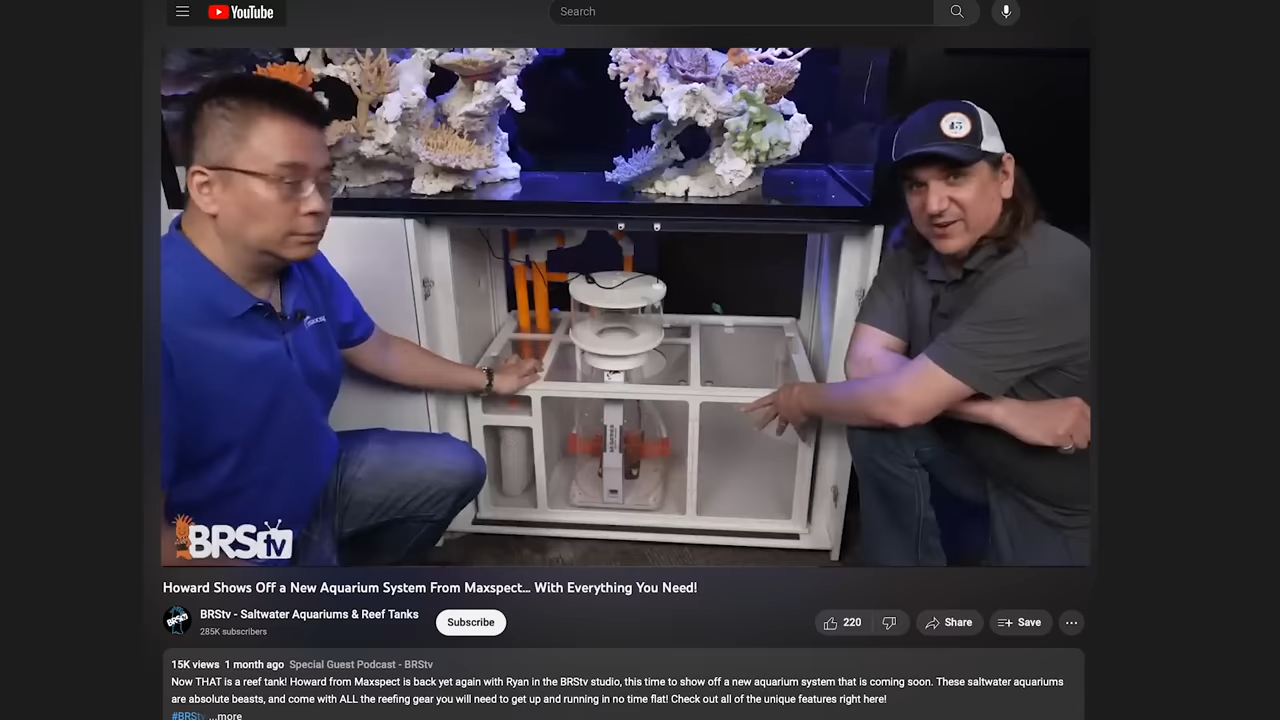 YouTube
Search
BRStv
Howard Shows Off a New Aquarium System From Maxspect... With Everything You Need!
BRStv - Saltwater Aquariums & Reef Tanks
285K subscribers
Subscribe
220
Share
Save
15K views 1 month ago Special Guest Podcast - BRStv
Now THAT is a reef tank! Howard from Maxspect is back yet again with Ryan in the BRStv studio, this time to show off a new aquarium system that is coming soon. These saltwater aquariums
are absolute beasts, and come with ALL the reefing gear you will need to get up and running in no time flat! Check out all of the unique features right here!
#BRSt ...more